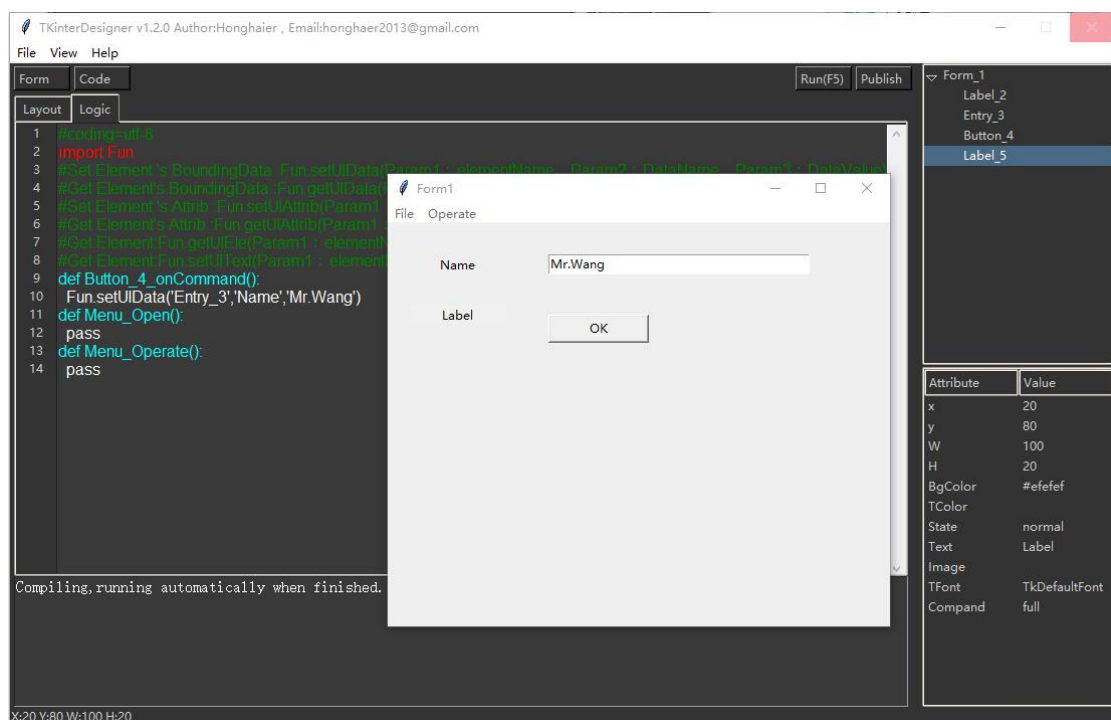 TKinterDesigner v1.2.0 Author:Honghaier , Email:honghaer2013@gmail.com
File View Help
Form Code Run(F5) Publish
Layout Logic
1 #coding=utf-8
2 import Fun
3 #Set Element 's BoundingData :Fun.setUIData(Param1 : elementName , Param2 : DataName , Param3 : DataValue)
4 #Get Element's BoundingData :Fun.getUIData(
5 #Set Element 's Attrib :Fun.setUIAttrib(Param1
6 #Get Element's Attrib :Fun.getUIAttrib(Param1 :
7 #Get Element:Fun.getUIEle(Param1 : element
8 #Get Element:Fun.setUIText(Param1 : element
9 def Button_4_onCommand():
10 Fun.setUIData('Entry_3','Name','Mr.Wang')
11 def Menu_Open():
12 pass
13 def Menu_Operate():
14 pass
Form1
File Operate
Name Mr.Wang
Label
OK
Compiling,running automatically when finished.
X:20 Y:80 W:100 H:20
Form_1
Label_2
Entry_3
Button_4
Label_5
Attribute Value
x 20
y 80
W 100
H 20
BgColor #efefef
TColor
State normal
Text Label
Image
TFont TkDefaultFont
Compand full